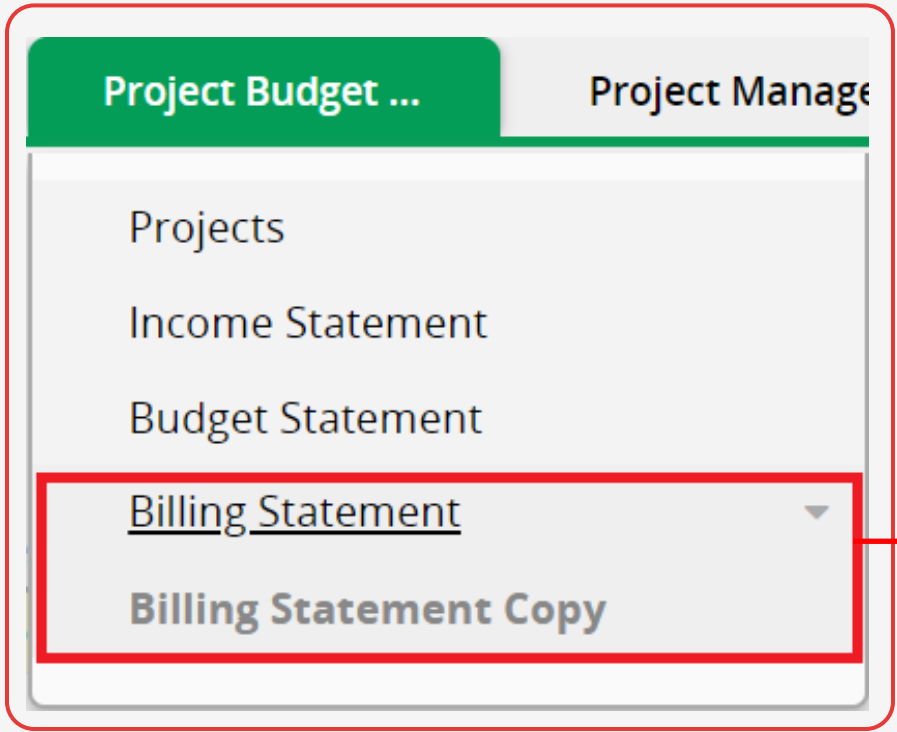 Project Budget ... Project Manage
Projects
Income Statement
Budget Statement
Billing Statement
Billing Statement Copy